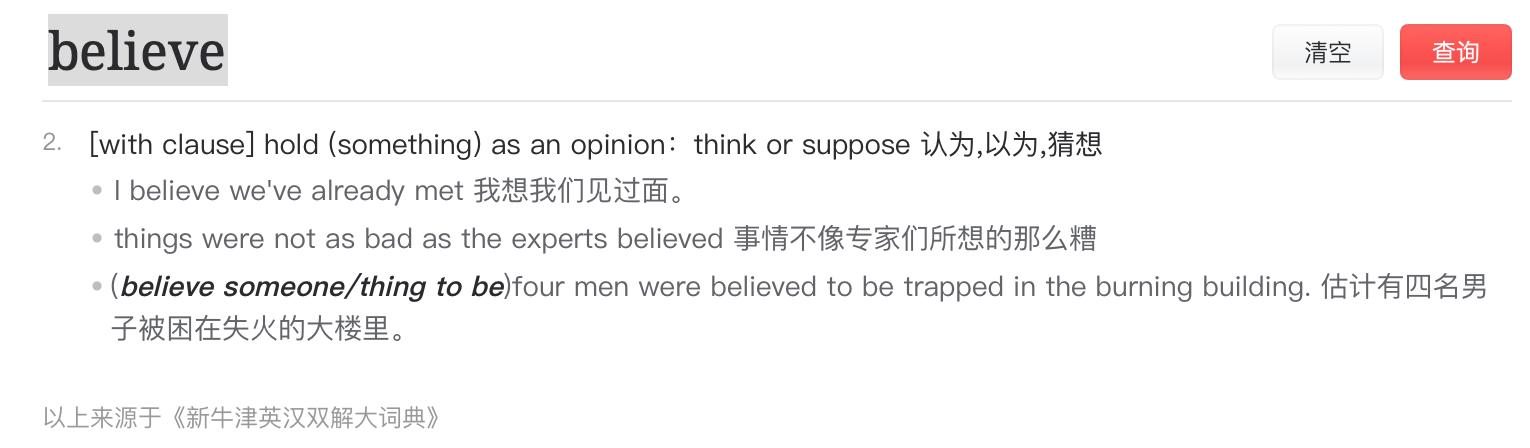 believe
清空
查询
2. [with clause] hold (something) as an opinion：think or suppose 认为,以为,猜想
• I believe we've already met 我想我们见过面。
• things were not as bad as the experts believed 事情不像专家们所想的那么糟
• (believe someone/thing to be)four men were believed to be trapped in the burning building. 估计有四名男
子被困在失火的大楼里。
以上来源于《新牛津英汉双解大词典》